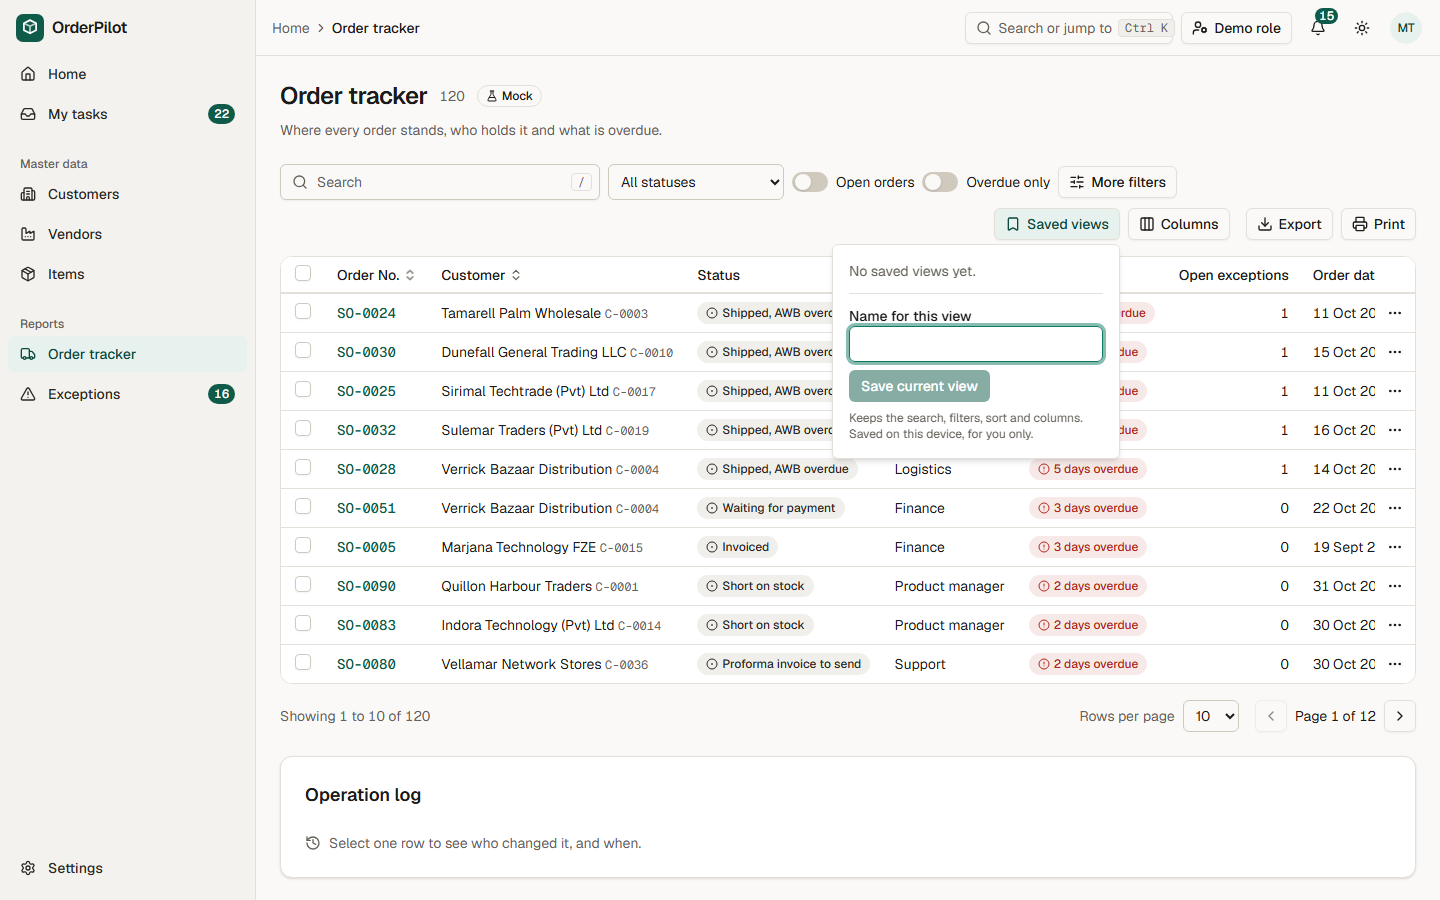 OrderPilot
Home
My tasks 22
Master data
Customers
Vendors
Items
Reports
Order tracker
Exceptions 16
Settings
Home > Order tracker
Search or jump to Ctrl K
Demo role
15
MT
Order tracker 120 Mock
Where every order stands, who holds it and what is overdue.
Search /
All statuses
Open orders
Overdue only
More filters
Saved views
Columns
Export
Print
No saved views yet.
Name for this view
Save current view
Keeps the search, filters, sort and columns.
Saved on this device, for you only.
Order No. Customer Status Open exceptions Order dat
SO-0024 Tamarell Palm Wholesale C-0003 Shipped, AWB overd rdue 1 11 Oct 20
SO-0030 Dunefall General Trading LLC C-0010 Shipped, AWB overd due 1 15 Oct 20
SO-0025 Sirimal Techtrade (Pvt) Ltd C-0017 Shipped, AWB overd due 1 11 Oct 20
SO-0032 Sulemar Traders (Pvt) Ltd C-0019 Shipped, AWB overd due 1 16 Oct 20
SO-0028 Verrick Bazaar Distribution C-0004 Shipped, AWB overdue Logistics 5 days overdue 1 14 Oct 20
SO-0051 Verrick Bazaar Distribution C-0004 Waiting for payment Finance 3 days overdue 0 22 Oct 20
SO-0005 Marjana Technology FZE C-0015 Invoiced Finance 3 days overdue 0 19 Sept 2
SO-0090 Quillon Harbour Traders C-0001 Short on stock Product manager 2 days overdue 0 31 Oct 20
SO-0083 Indora Technology (Pvt) Ltd C-0014 Short on stock Product manager 2 days overdue 0 30 Oct 20
SO-0080 Vellamar Network Stores C-0036 Proforma invoice to send Support 2 days overdue 0 30 Oct 20
Showing 1 to 10 of 120
Rows per page 10
Page 1 of 12
Operation log
Select one row to see who changed it, and when.